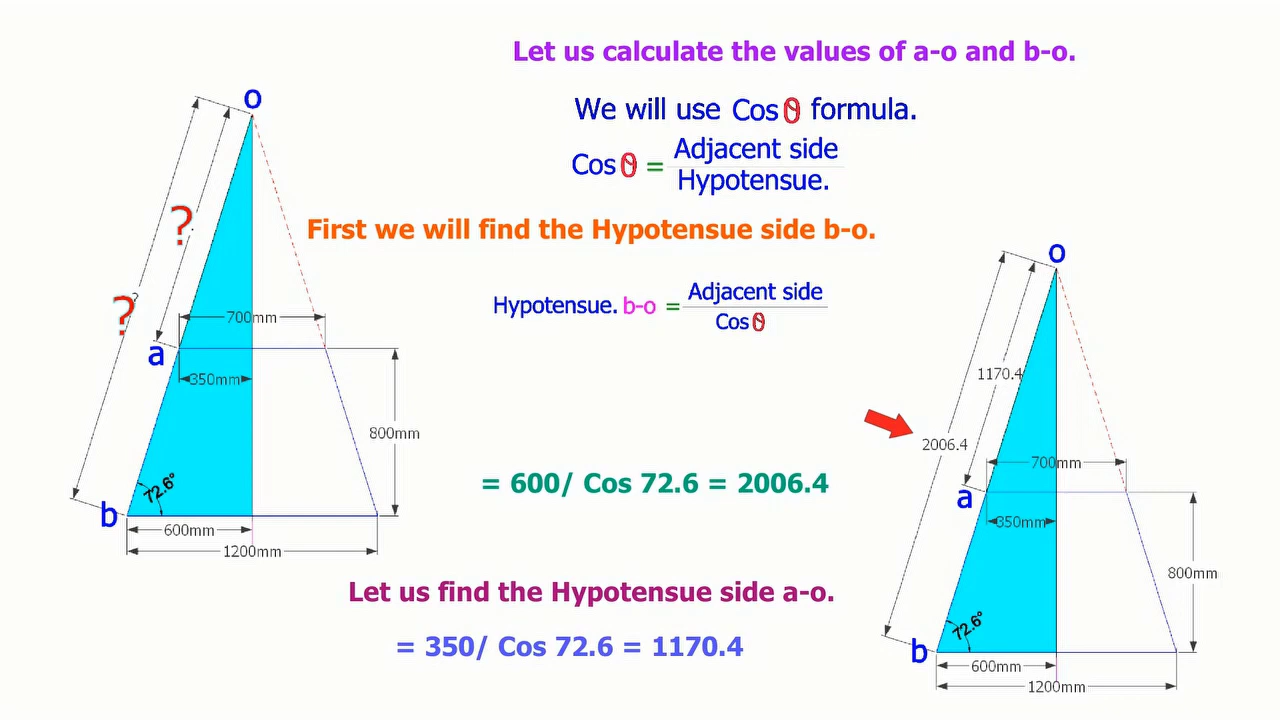 Let us calculate the values of a-o and b-o.
We will use Cos θ formula.
Cos θ = Adjacent side
Hypotensue.
First we will find the Hypotensue side b-o.
Hypotensue. b-o = Adjacent side
Cos θ
= 600/ Cos 72.6 = 2006.4
Let us find the Hypotensue side a-o.
= 350/ Cos 72.6 = 1170.4
o
?
?
?
700mm
a
350mm
800mm
72.6°
b
600mm
1200mm
o
1170.4
2006.4
700mm
a
350mm
800mm
72.6°
b
600mm
1200mm